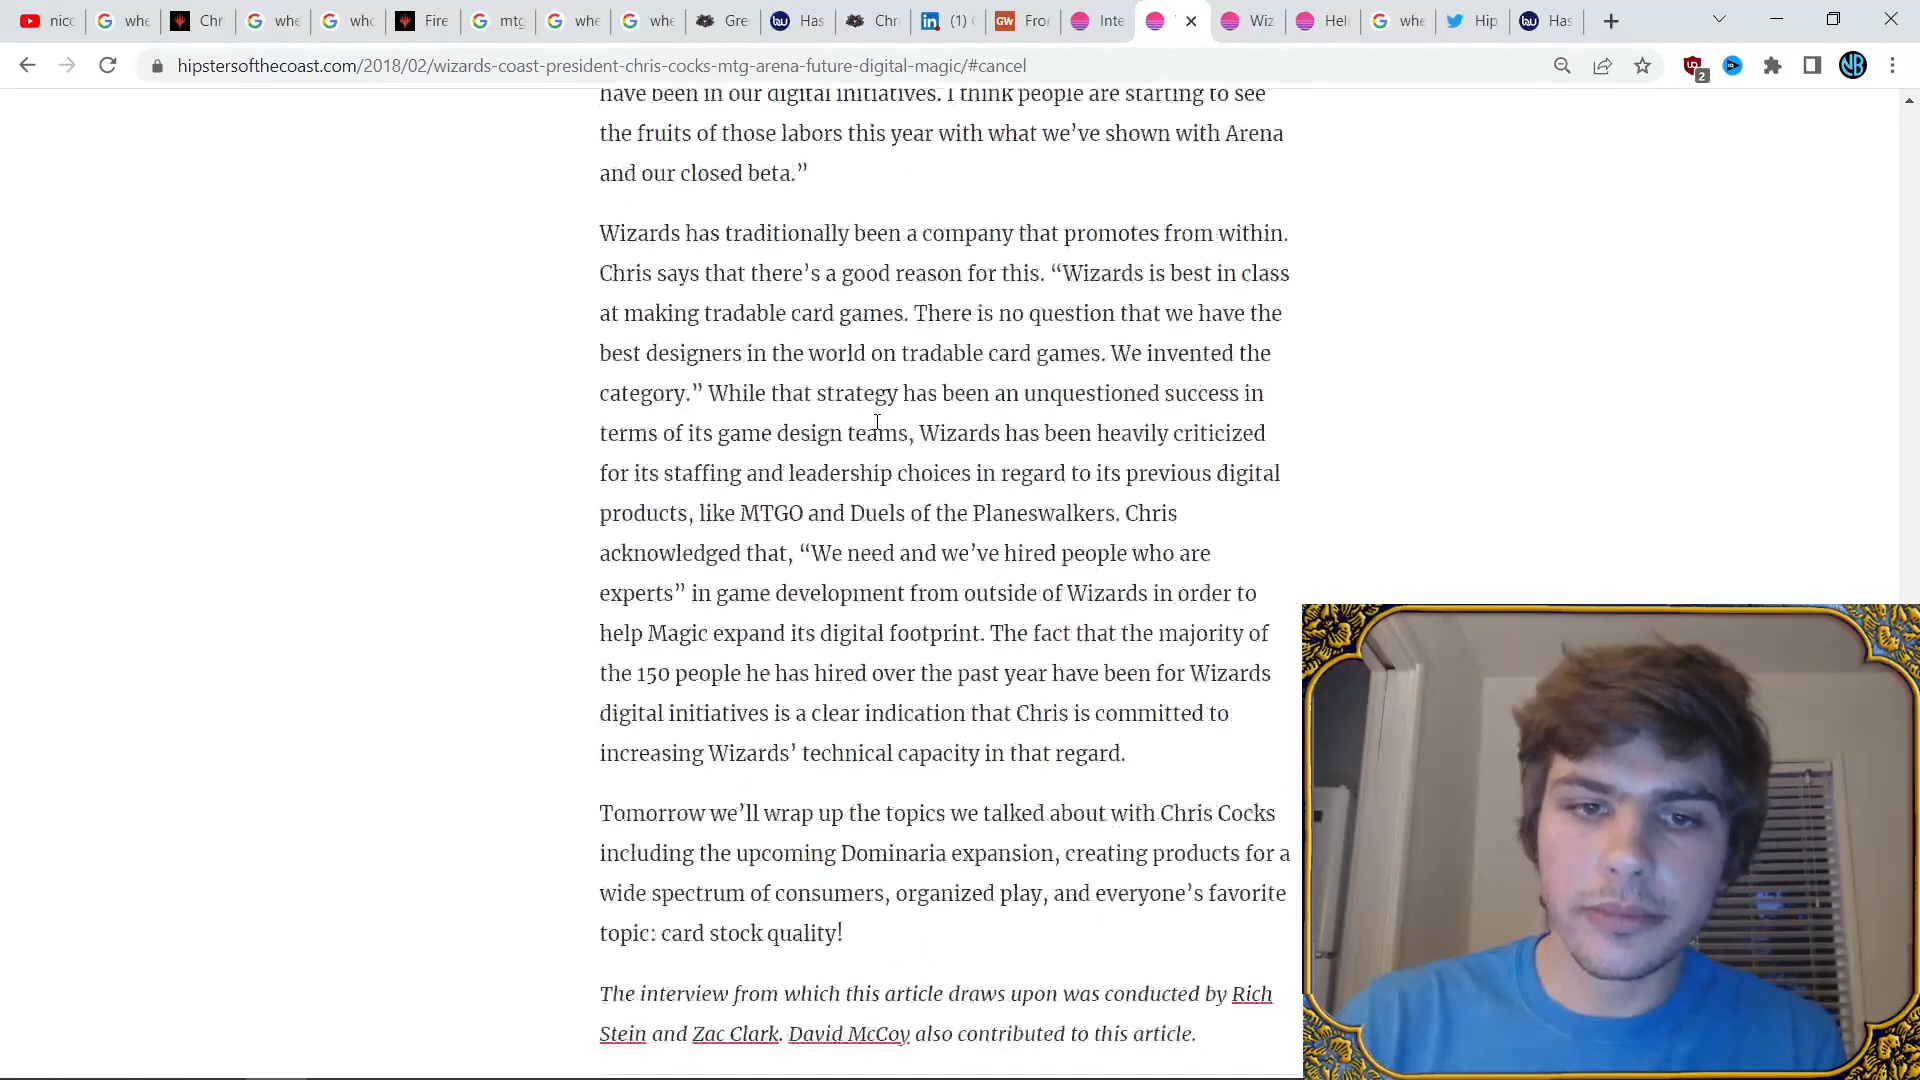 nicc
whe
Chr
whe
who
Fire
mtg
whe
whe
Gre
Has
Chr
(1)
Fro
Inte
Wiz
Hel
whe
Hip
Has
hipstersofthecoast.com/2018/02/wizards-coast-president-chris-cocks-mtg-arena-future-digital-magic/#cancel
2
NB
have been in our digital initiatives. I think people are starting to see
the fruits of those labors this year with what we’ve shown with Arena
and our closed beta.”
Wizards has traditionally been a company that promotes from within.
Chris says that there’s a good reason for this. “Wizards is best in class
at making tradable card games. There is no question that we have the
best designers in the world on tradable card games. We invented the
category.” While that strategy has been an unquestioned success in
terms of its game design teams, Wizards has been heavily criticized
for its staffing and leadership choices in regard to its previous digital
products, like MTGO and Duels of the Planeswalkers. Chris
acknowledged that, “We need and we’ve hired people who are
experts” in game development from outside of Wizards in order to
help Magic expand its digital footprint. The fact that the majority of
the 150 people he has hired over the past year have been for Wizards
digital initiatives is a clear indication that Chris is committed to
increasing Wizards’ technical capacity in that regard.
Tomorrow we’ll wrap up the topics we talked about with Chris Cocks
including the upcoming Dominaria expansion, creating products for a
wide spectrum of consumers, organized play, and everyone’s favorite
topic: card stock quality!
The interview from which this article draws upon was conducted by Rich
Stein and Zac Clark. David McCoy also contributed to this article.